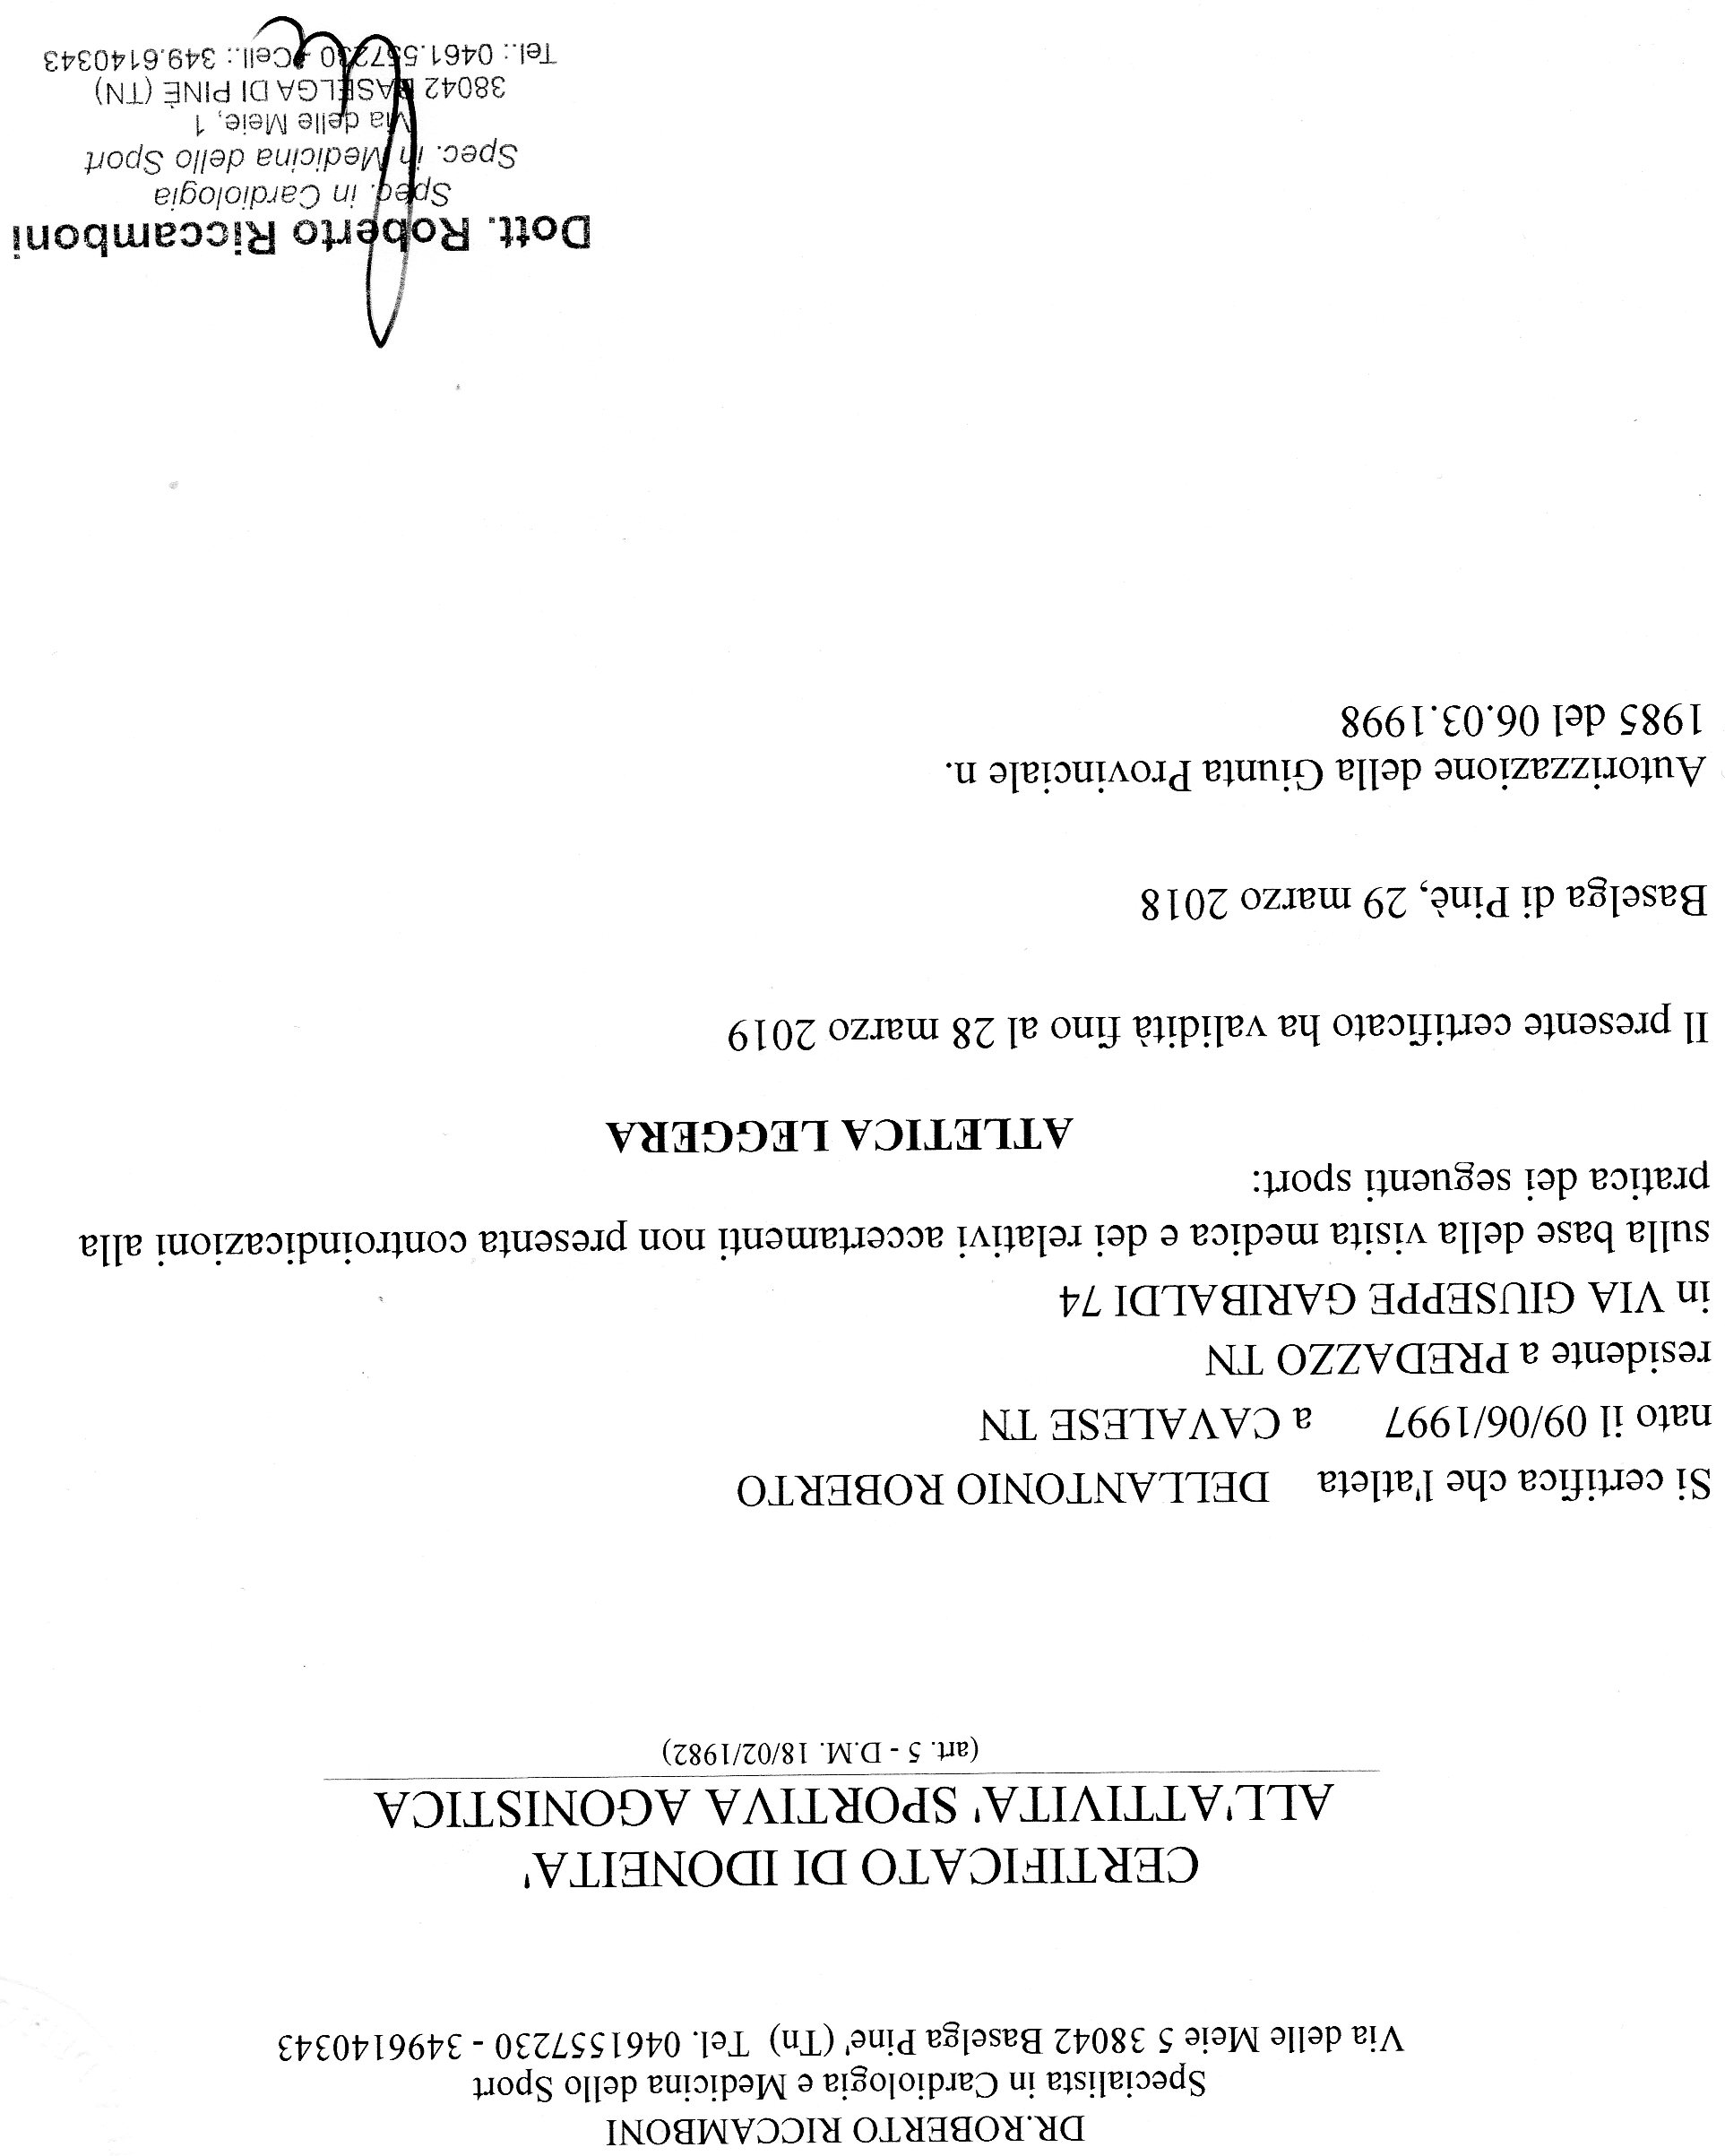 DR.ROBERTO RICCAMBONI
Specialista in Cardiologia e Medicina dello Sport
Via delle Meie 5 38042 Baselga Pine' (Tn) Tel. 0461557230 - 3496140343
CERTIFICATO DI IDONEITA'
ALL'ATTIVITA' SPORTIVA AGONISTICA
(art. 5 - D.M. 18/02/1982)
Si certifica che l'atleta DELLANTONIO ROBERTO
nato il 09/06/1997 a CAVALESE TN
residente a PREDAZZO TN
in VIA GIUSEPPE GARIBALDI 74
sulla base della visita medica e dei relativi accertamenti non presenta controindicazioni alla
pratica dei seguenti sport:
ATLETICA LEGGERA
Il presente certificato ha validità fino al 28 marzo 2019
Baselga di Pinè, 29 marzo 2018
Autorizzazione della Giunta Provinciale n.
1985 del 06.03.1998
Dott. Roberto Riccamboni
Spec. in Cardiologia
Spec. in Medicina dello Sport
Via delle Meie, 1
38042 BASELGA DI PINÈ (TN)
Tel.: 0461.557230 - Cell.: 349.6140343